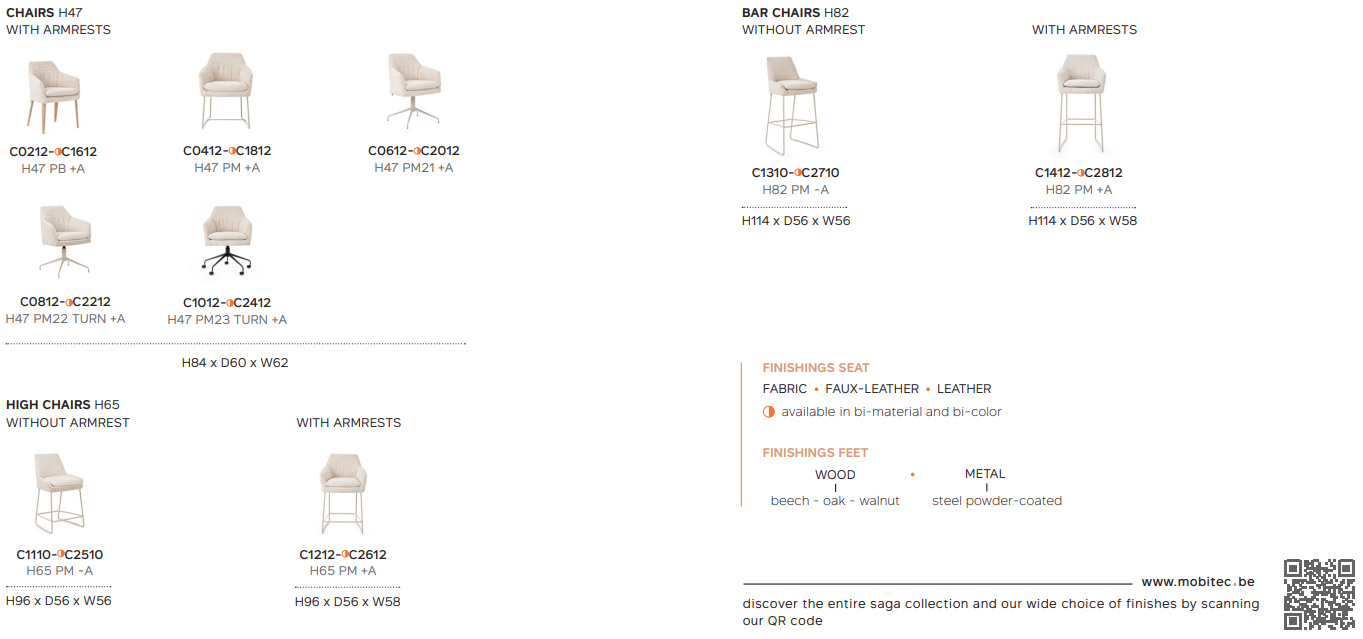 CHAIRS H47
WITH ARMRESTS
C0212-C1612
H47 PB +A
C0412-C1812
H47 PM +A
C0612-C2012
H47 PM21 +A
C0812-C2212
H47 PM22 TURN +A
C1012-C2412
H47 PM23 TURN +A
H84 x D60 x W62
HIGH CHAIRS H65
WITHOUT ARMREST
C1110-C2510
H65 PM -A
H96 x D56 x W56
WITH ARMRESTS
C1212-C2612
H65 PM +A
H96 x D56 x W58
BAR CHAIRS H82
WITHOUT ARMREST
C1310-C2710
H82 PM -A
H114 x D56 x W56
WITH ARMRESTS
C1412-C2812
H82 PM +A
H114 x D56 x W58
FINISHINGS SEAT
FABRIC • FAUX-LEATHER • LEATHER
available in bi-material and bi-color
FINISHINGS FEET
WOOD • METAL
beech - oak - walnut steel powder-coated
www.mobitec.be
discover the entire saga collection and our wide choice of finishes by scanning
our QR code